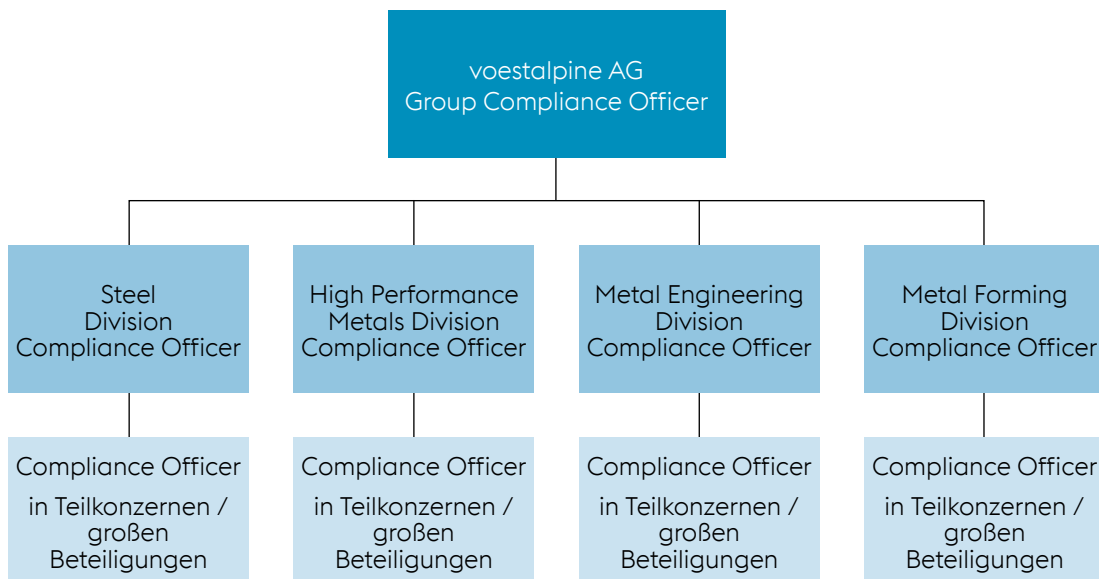 voestalpine AG
Group Compliance Officer
Steel
Division
Compliance Officer
High Performance
Metals Division
Compliance Officer
Metal Engineering
Division
Compliance Officer
Metal Forming
Division
Compliance Officer
Compliance Officer
in Teilkonzernen /
großen
Beteiligungen
Compliance Officer
in Teilkonzernen /
großen
Beteiligungen
Compliance Officer
in Teilkonzernen /
großen
Beteiligungen
Compliance Officer
in Teilkonzernen /
großen
Beteiligungen